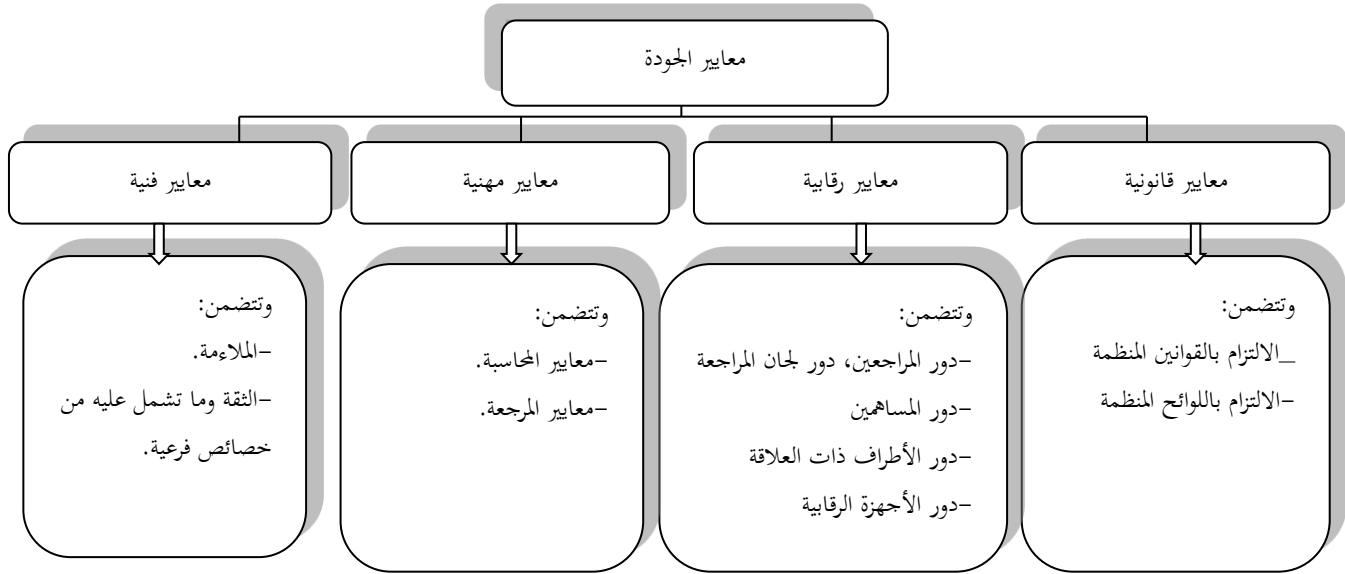 معايير الجودة
معايير قانونية
معايير رقابية
معايير مهنية
معايير فنية
وتتضمن:
_الالتزام بالقوانين المنظمة
-الالتزام باللوائح المنظمة
وتتضمن:
-دور المراجعين، دور لجان المراجعة
-دور المساهمين
-دور الأطراف ذات العلاقة
-دور الأجهزة الرقابية
وتتضمن:
-معايير المحاسبة.
-معايير المرجعة.
وتتضمن:
-الملاءمة.
-الثقة وما تشمل عليه من
خصائص فرعية.